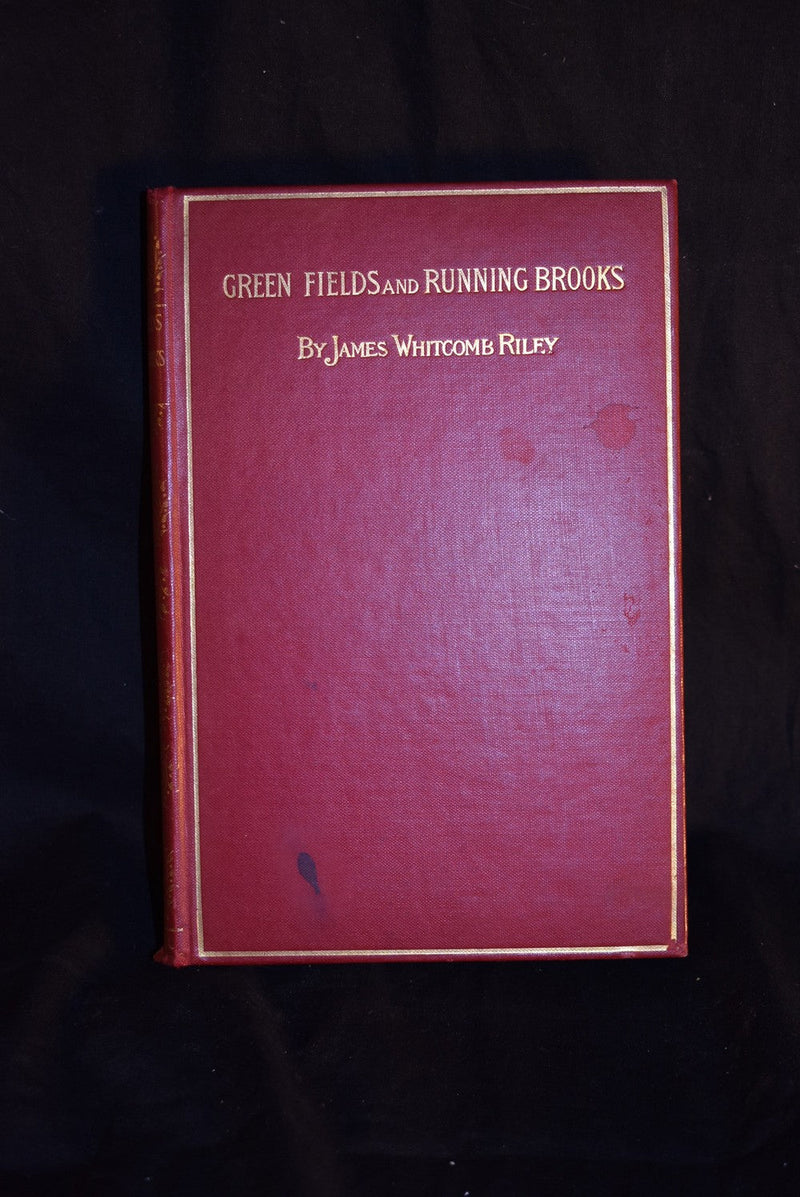 GREEN FIELDS AND RUNNING BROOKS
BY JAMES WHITCOMB RILEY